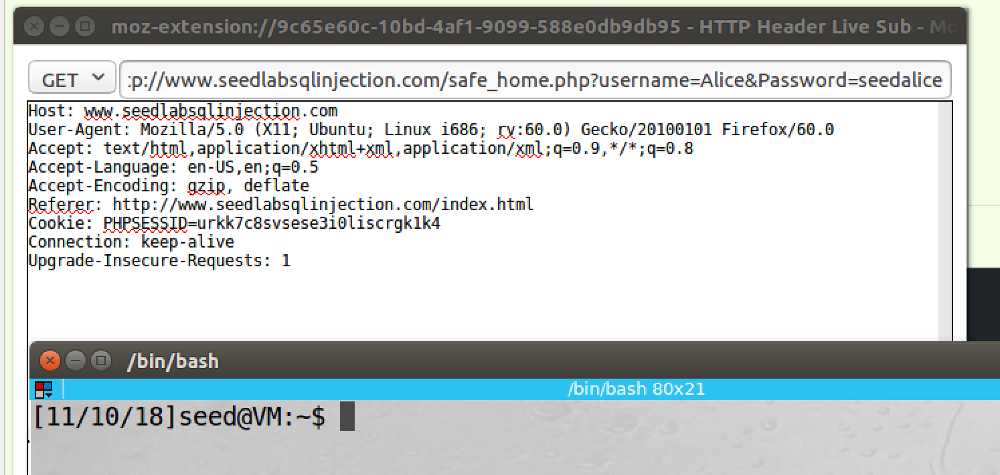 moz-extension://9c65e60c-10bd-4af1-9099-588e0db9db95 - HTTP Header Live Sub - Mo
GET :p://www.seedlabsqlinjection.com/safe_home.php?username=Alice&Password=seedalice
Host: www.seedlabsqlinjection.com
User-Agent: Mozilla/5.0 (X11; Ubuntu; Linux i686; rv:60.0) Gecko/20100101 Firefox/60.0
Accept: text/html,application/xhtml+xml,application/xml;q=0.9,*/*;q=0.8
Accept-Language: en-US,en;q=0.5
Accept-Encoding: gzip, deflate
Referer: http://www.seedlabsqlinjection.com/index.html
Cookie: PHPSESSID=urkk7c8svsese3i0liscrgk1k4
Connection: keep-alive
Upgrade-Insecure-Requests: 1
/bin/bash
/bin/bash 80x21
[11/10/18]seed@VM:~$